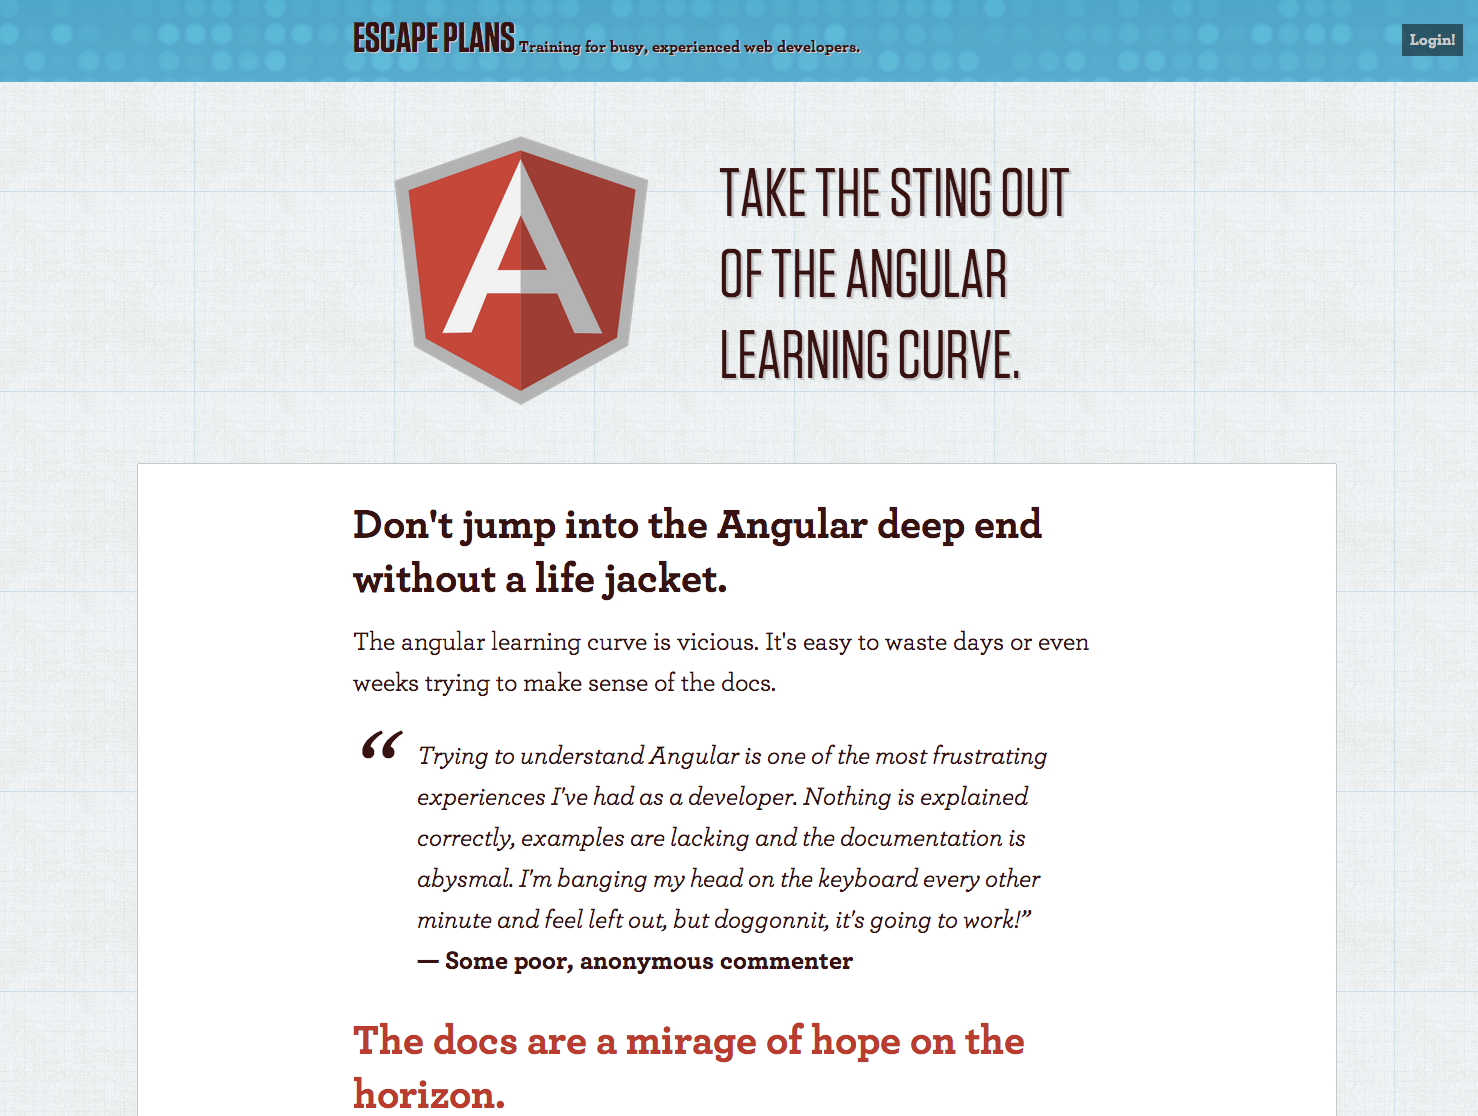 ESCAPE PLANS Training for busy, experienced web developers.
Login!
A
TAKE THE STING OUT
OF THE ANGULAR
LEARNING CURVE.
Don't jump into the Angular deep end
without a life jacket.
The angular learning curve is vicious. It's easy to waste days or even
weeks trying to make sense of the docs.
“ Trying to understand Angular is one of the most frustrating
experiences I've had as a developer. Nothing is explained
correctly, examples are lacking and the documentation is
abysmal. I'm banging my head on the keyboard every other
minute and feel left out, but doggonnit, it's going to work!”
— Some poor, anonymous commenter
The docs are a mirage of hope on the
horizon.